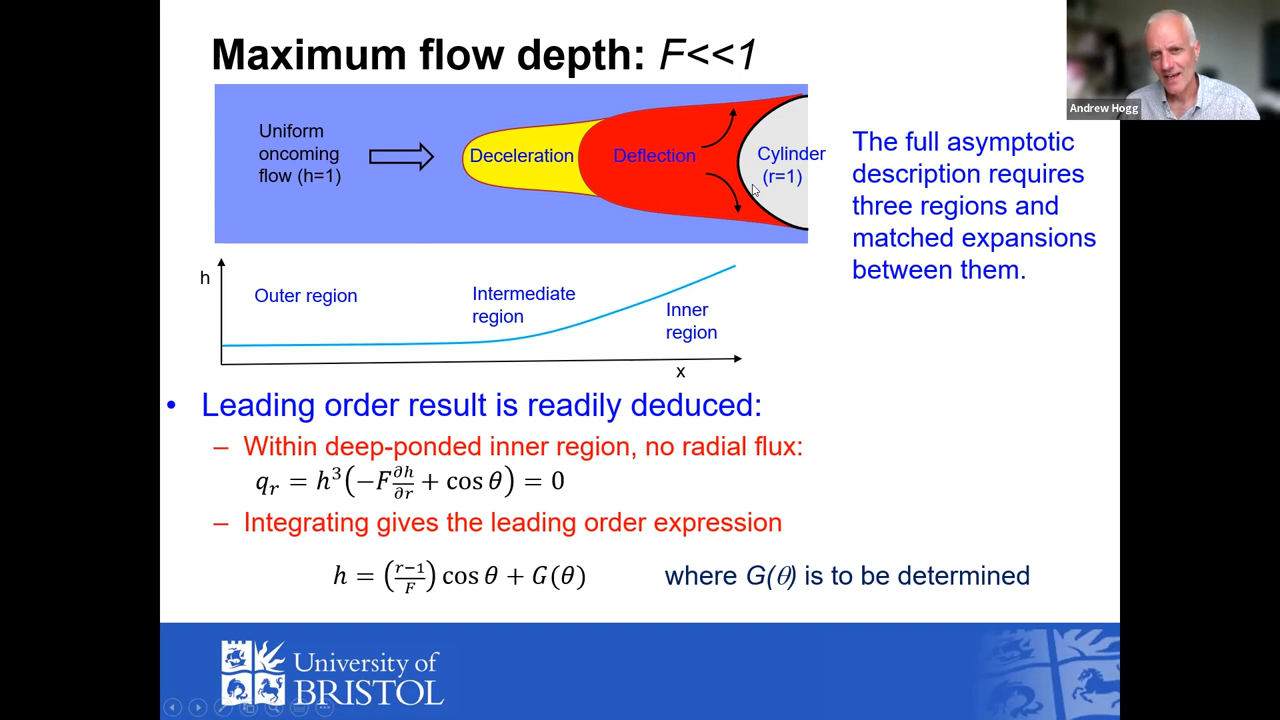 Maximum flow depth: F<<1
Andrew Hogg
Uniform
oncoming
flow (h=1)
Deceleration
Deflection
Cylinder
(r=1)
The full asymptotic
description requires
three regions and
matched expansions
between them.
h
Outer region
Intermediate
region
Inner
region
x
• Leading order result is readily deduced:
– Within deep-ponded inner region, no radial flux:
q_r = h³(−F ∂h/∂r + cos θ) = 0
– Integrating gives the leading order expression
h = ((r−1)/F) cos θ + G(θ) where G(θ) is to be determined
University of
BRISTOL